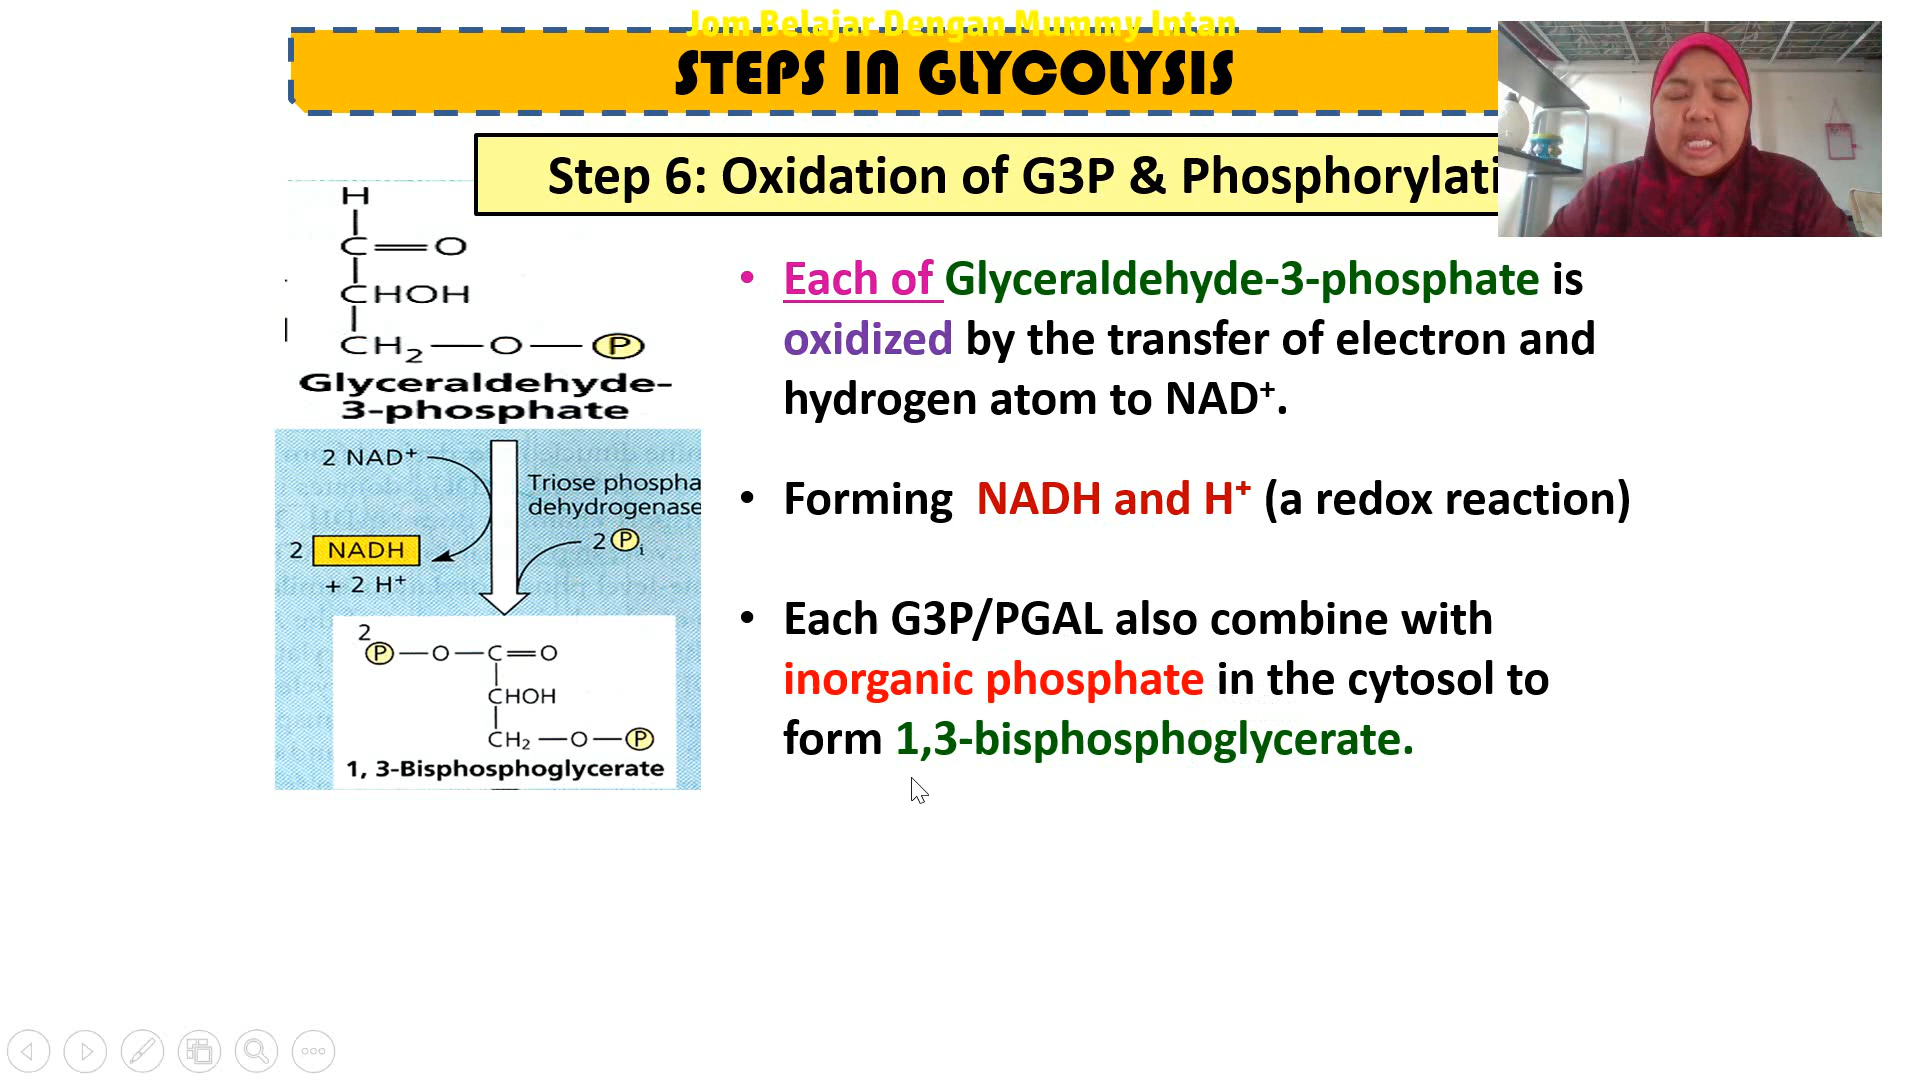 Jom Belajar Dengan Mummy Intan
STEPS IN GLYCOLYSIS
Step 6: Oxidation of G3P & Phosphorylati
H
C=O
CHOH
CH₂—O—P
Glyceraldehyde-
3-phosphate
2 NAD⁺
Triose phospha
dehydrogenase
2 Pᵢ
2 NADH
+ 2 H⁺
2
P—O—C=O
CHOH
CH₂—O—P
1, 3-Bisphosphoglycerate
• Each of Glyceraldehyde-3-phosphate is
oxidized by the transfer of electron and
hydrogen atom to NAD⁺.
• Forming NADH and H⁺ (a redox reaction)
• Each G3P/PGAL also combine with
inorganic phosphate in the cytosol to
form 1,3-bisphosphoglycerate.